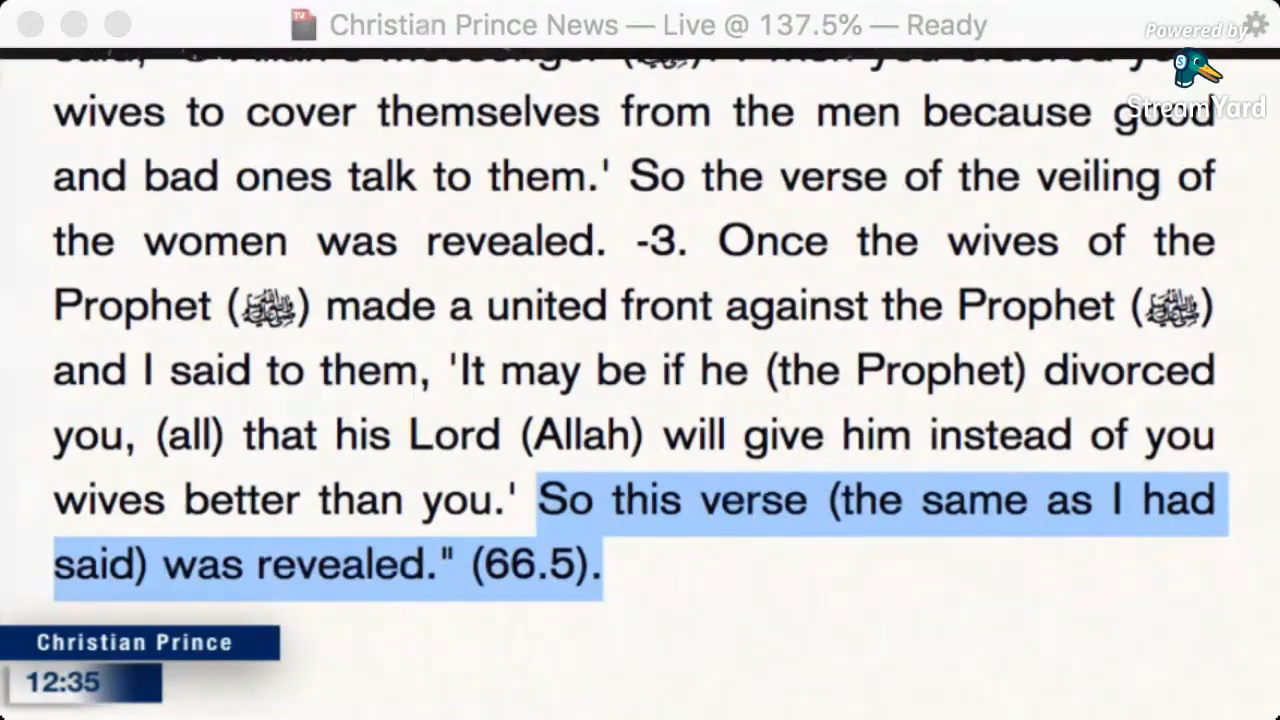 Christian Prince News — Live @ 137.5% — Ready
Powered by
StreamYard
wives to cover themselves from the men because good
and bad ones talk to them.' So the verse of the veiling of
the women was revealed. -3. Once the wives of the
Prophet (ﷺ) made a united front against the Prophet (ﷺ)
and I said to them, 'It may be if he (the Prophet) divorced
you, (all) that his Lord (Allah) will give him instead of you
wives better than you.' So this verse (the same as I had
said) was revealed." (66.5).
Christian Prince
12:35